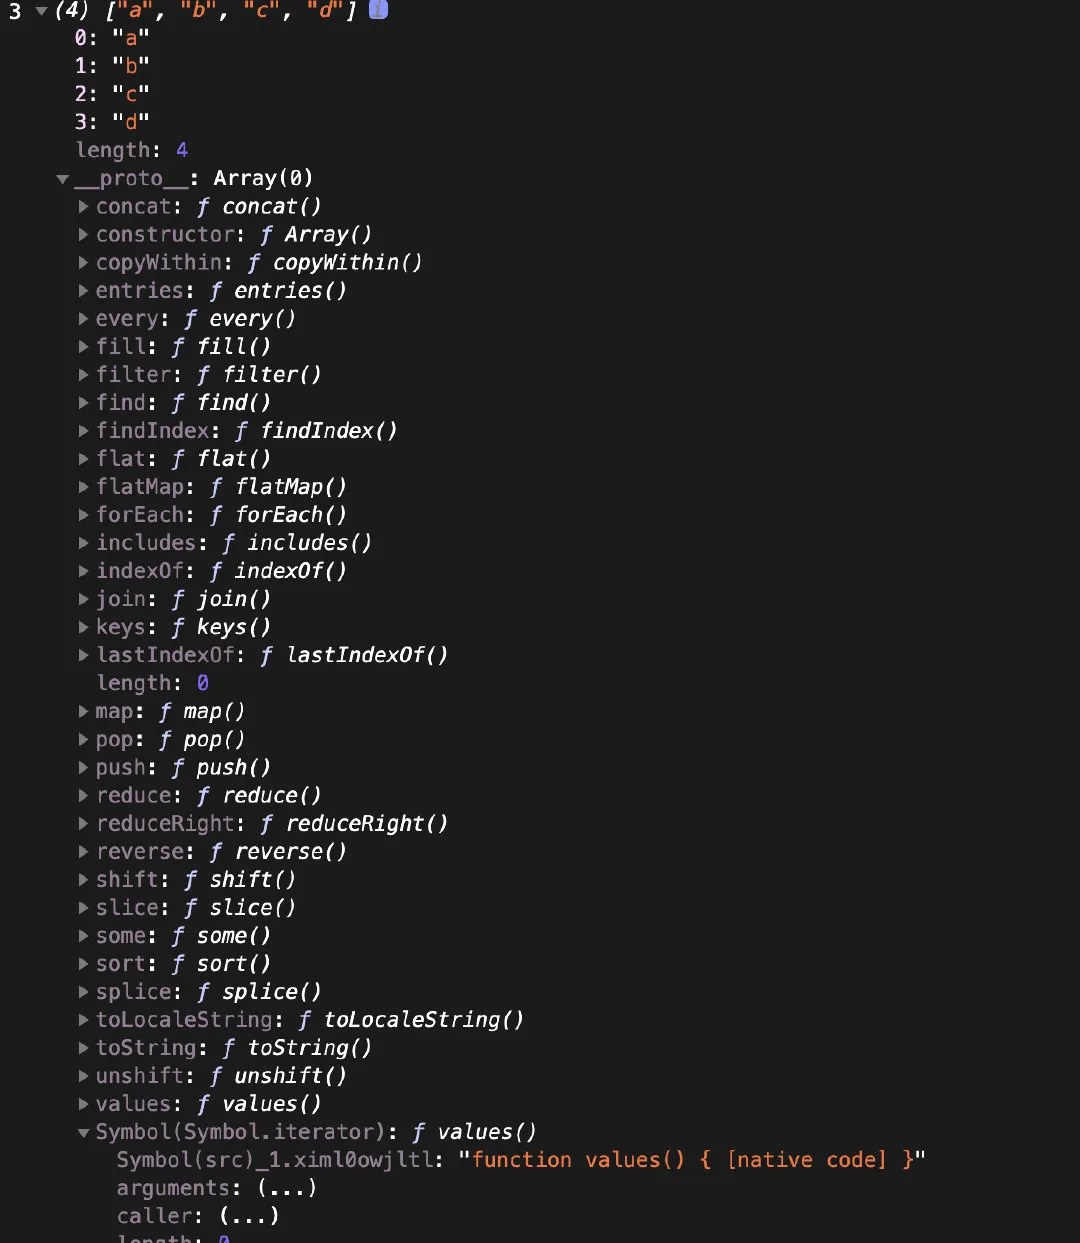 3 ▼(4) ["a", "b", "c", "d"] i
0: "a"
1: "b"
2: "c"
3: "d"
length: 4
▼__proto__: Array(0)
▶concat: ƒ concat()
▶constructor: ƒ Array()
▶copyWithin: ƒ copyWithin()
▶entries: ƒ entries()
▶every: ƒ every()
▶fill: ƒ fill()
▶filter: ƒ filter()
▶find: ƒ find()
▶findIndex: ƒ findIndex()
▶flat: ƒ flat()
▶flatMap: ƒ flatMap()
▶forEach: ƒ forEach()
▶includes: ƒ includes()
▶indexOf: ƒ indexOf()
▶join: ƒ join()
▶keys: ƒ keys()
▶lastIndexOf: ƒ lastIndexOf()
length: 0
▶map: ƒ map()
▶pop: ƒ pop()
▶push: ƒ push()
▶reduce: ƒ reduce()
▶reduceRight: ƒ reduceRight()
▶reverse: ƒ reverse()
▶shift: ƒ shift()
▶slice: ƒ slice()
▶some: ƒ some()
▶sort: ƒ sort()
▶splice: ƒ splice()
▶toLocaleString: ƒ toLocaleString()
▶toString: ƒ toString()
▶unshift: ƒ unshift()
▶values: ƒ values()
▼Symbol(Symbol.iterator): ƒ values()
Symbol(src)_1.ximl0owjltl: "function values() { [native code] }"
arguments: (...)
caller: (...)
length: 0